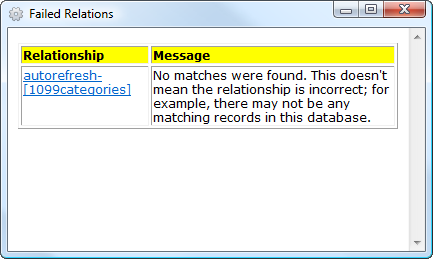 Failed Relations
Relationship
Message
autorefresh-
[1099categories]
No matches were found. This doesn't
mean the relationship is incorrect; for
example, there may not be any
matching records in this database.